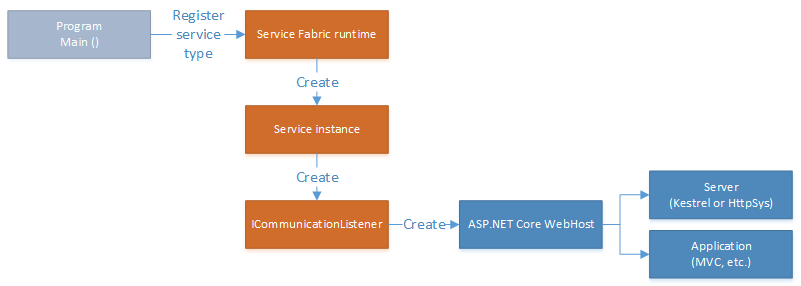 Program
Main ()
Register
service
type
Service Fabric runtime
Create
Service instance
Create
ICommunicationListener
Create
ASP.NET Core WebHost
Server
(Kestrel or HttpSys)
Application
(MVC, etc.)